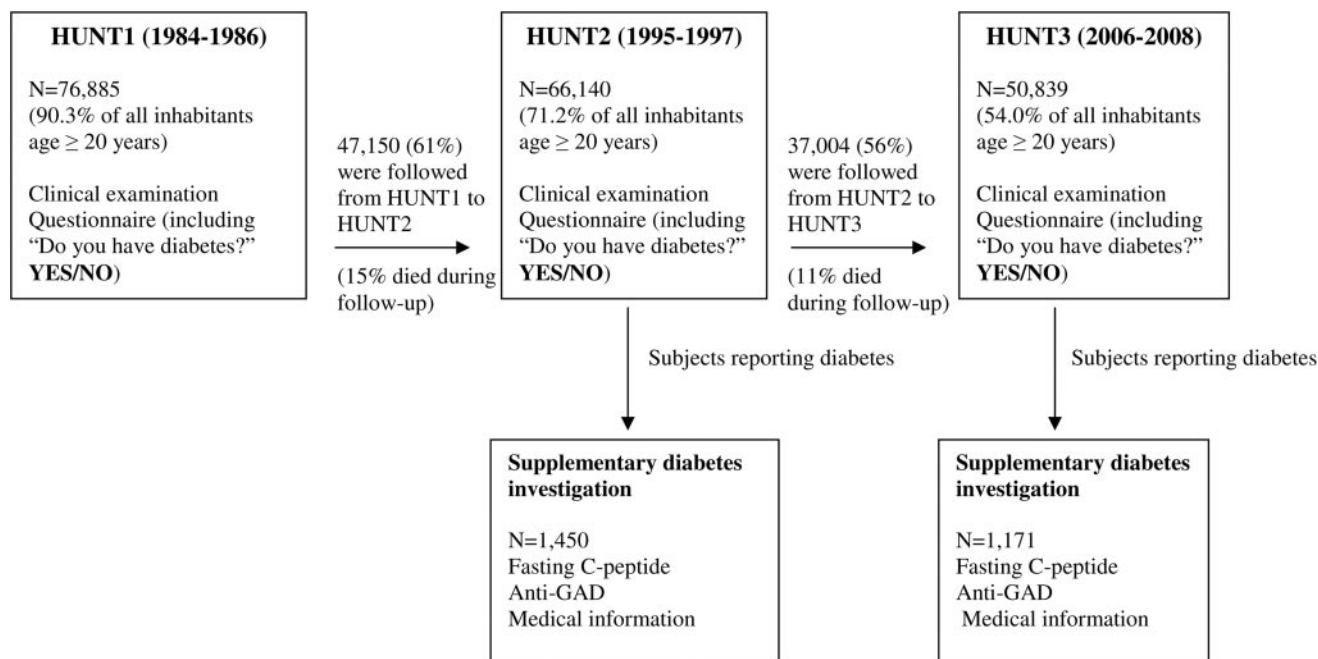 HUNT1 (1984-1986)
N=76,885
(90.3% of all inhabitants
age ≥ 20 years)
Clinical examination
Questionnaire (including
“Do you have diabetes?”
YES/NO)
47,150 (61%)
were followed
from HUNT1 to
HUNT2
(15% died during
follow-up)
HUNT2 (1995-1997)
N=66,140
(71.2% of all inhabitants
age ≥ 20 years)
Clinical examination
Questionnaire (including
“Do you have diabetes?”
YES/NO)
37,004 (56%)
were followed
from HUNT2 to
HUNT3
(11% died
during follow-up)
HUNT3 (2006-2008)
N=50,839
(54.0% of all inhabitants
age ≥ 20 years)
Clinical examination
Questionnaire (including
“Do you have diabetes?”
YES/NO)
Subjects reporting diabetes
Subjects reporting diabetes
Supplementary diabetes
investigation
N=1,450
Fasting C-peptide
Anti-GAD
Medical information
Supplementary diabetes
investigation
N=1,171
Fasting C-peptide
Anti-GAD
Medical information